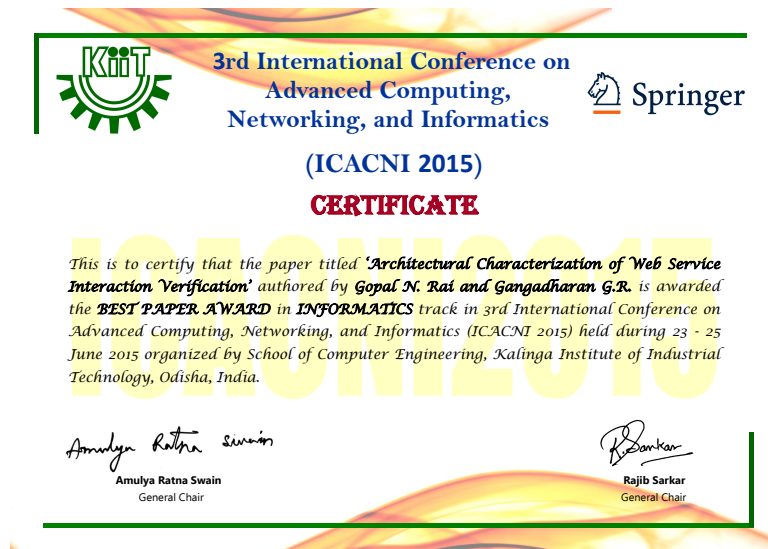 KiiT
3rd International Conference on
Advanced Computing,
Networking, and Informatics
(ICACNI 2015)
Springer
CERTIFICATE
ICACNI2015
This is to certify that the paper titled 'Architectural Characterization of Web Service
Interaction Verification' authored by Gopal N. Rai and Gangadharan G.R. is awarded
the BEST PAPER AWARD in INFORMATICS track in 3rd International Conference on
Advanced Computing, Networking, and Informatics (ICACNI 2015) held during 23 - 25
June 2015 organized by School of Computer Engineering, Kalinga Institute of Industrial
Technology, Odisha, India.
Amulya Ratna Swain
R. Sarkar
Amulya Ratna Swain
General Chair
Rajib Sarkar
General Chair